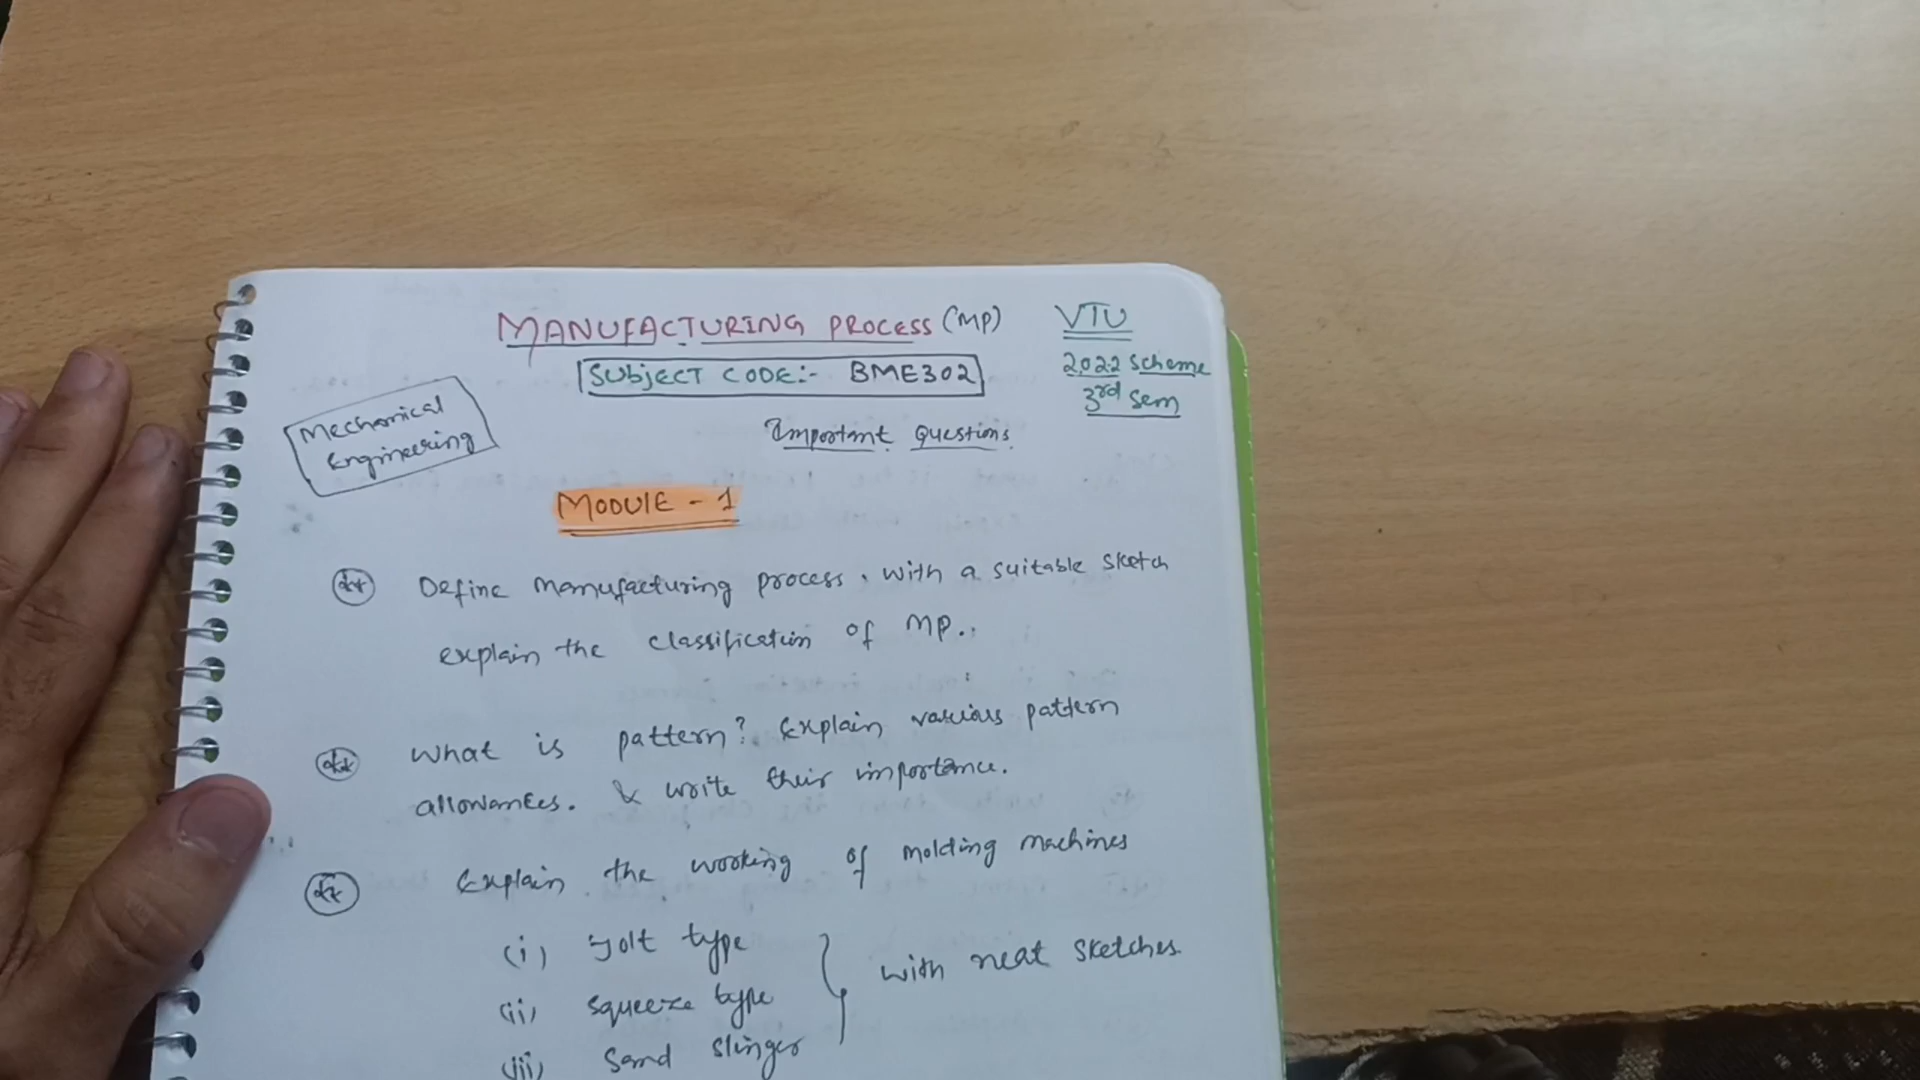 MANUFACTURING PROCESS (MP)
VTU
SUBJECT CODE:- BME302
2022 Scheme
3rd Sem
Mechanical
Engineering
Important Questions
MODULE - 1
** Define manufacturing process. with a suitable sketch
explain the classification of MP.
** What is pattern? Explain various pattern
allowances. & write their importance.
** Explain the working of molding machines
(i) Jolt type
(ii) squeeze type
(iii) Sand slinger
with neat sketches